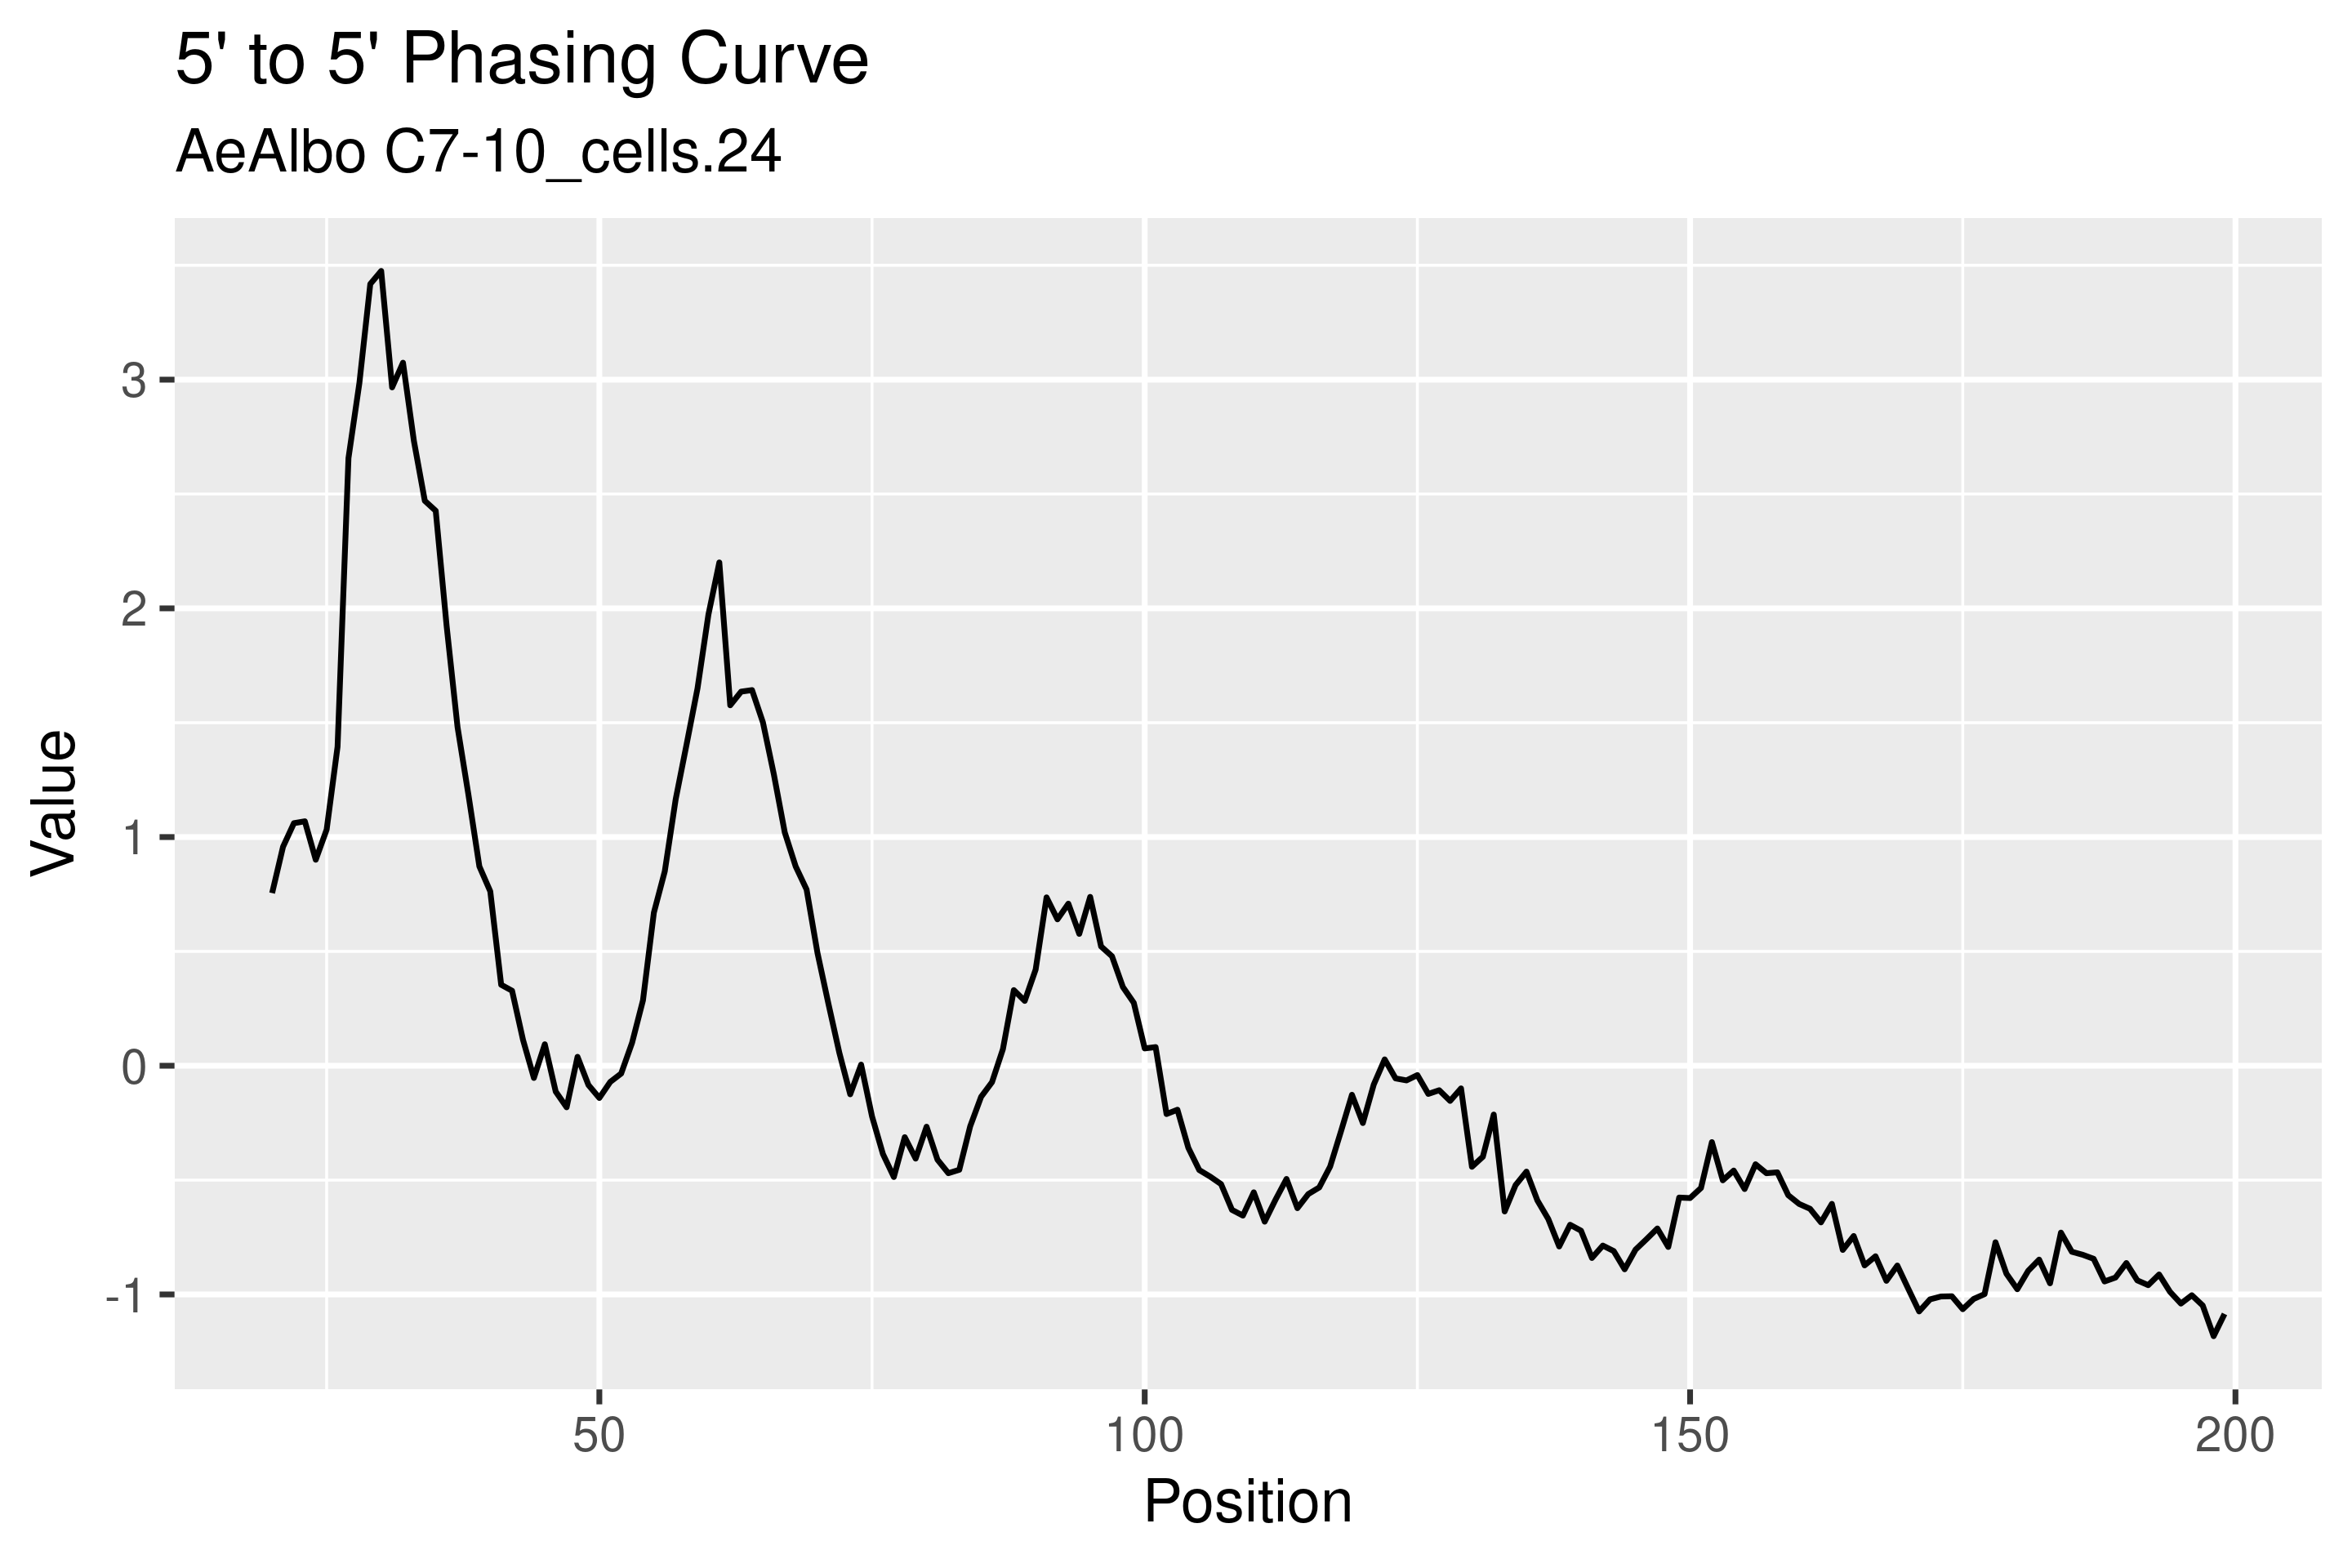 5' to 5' Phasing Curve
AeAlbo C7-10_cells.24
Value
3
2
1
0
-1
50 100 150 200
Position